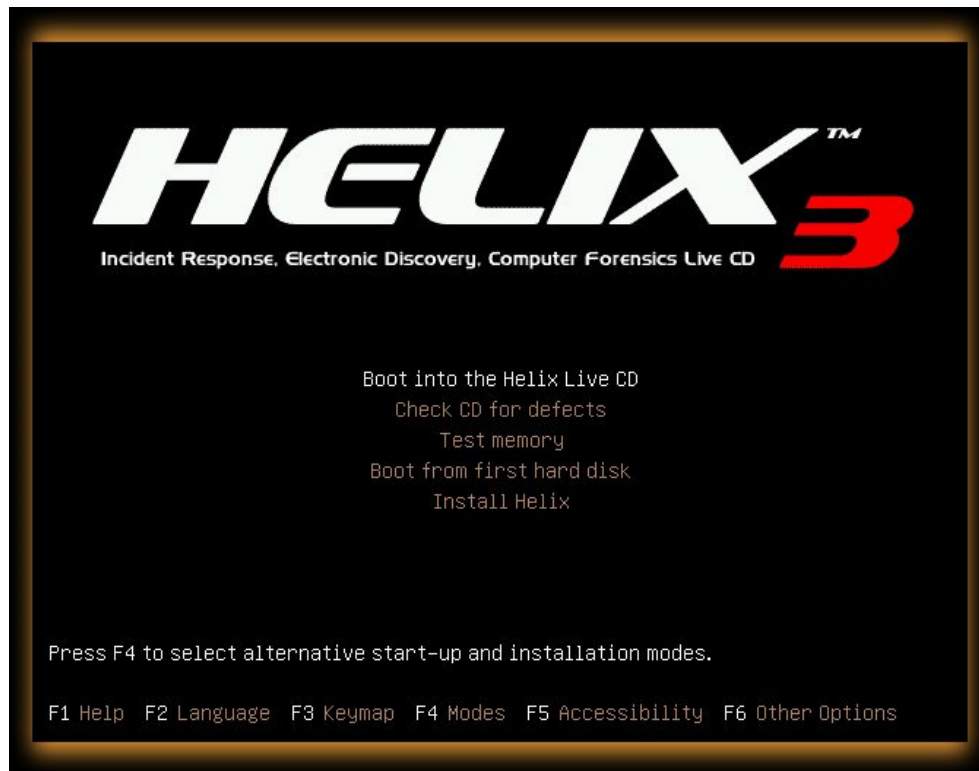 HELIX™ 3
Incident Response, Electronic Discovery, Computer Forensics Live CD
Boot into the Helix Live CD
Check CD for defects
Test memory
Boot from first hard disk
Install Helix
Press F4 to select alternative start-up and installation modes.
F1 Help F2 Language F3 Keymap F4 Modes F5 Accessibility F6 Other Options